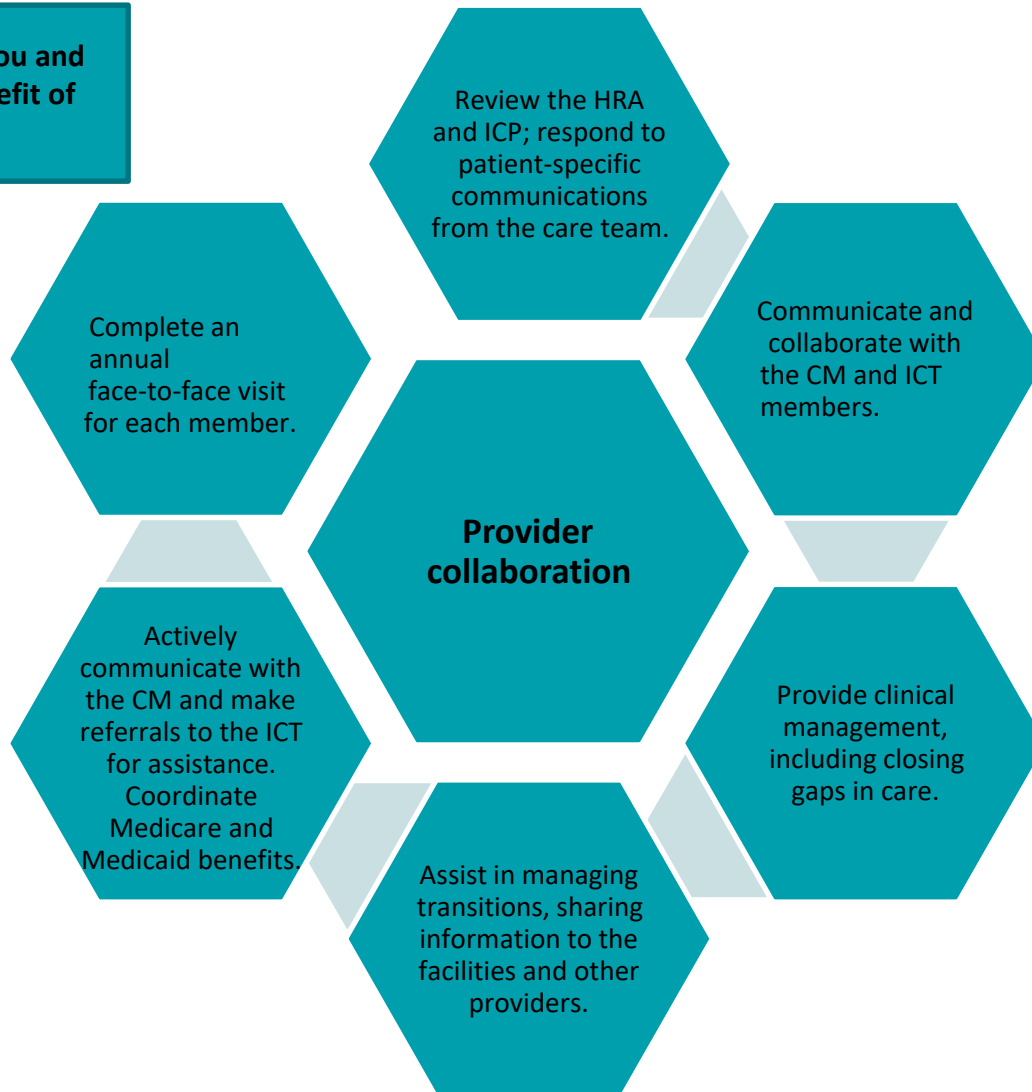 ou and
efit of
Review the HRA
and ICP; respond to
patient-specific
communications
from the care team.
Communicate and
collaborate with
the CM and ICT
members.
Provide clinical
management,
including closing
gaps in care.
Assist in managing
transitions, sharing
information to the
facilities and other
providers.
Actively
communicate with
the CM and make
referrals to the ICT
for assistance.
Coordinate
Medicare and
Medicaid benefits.
Complete an
annual
face-to-face visit
for each member.
Provider
collaboration